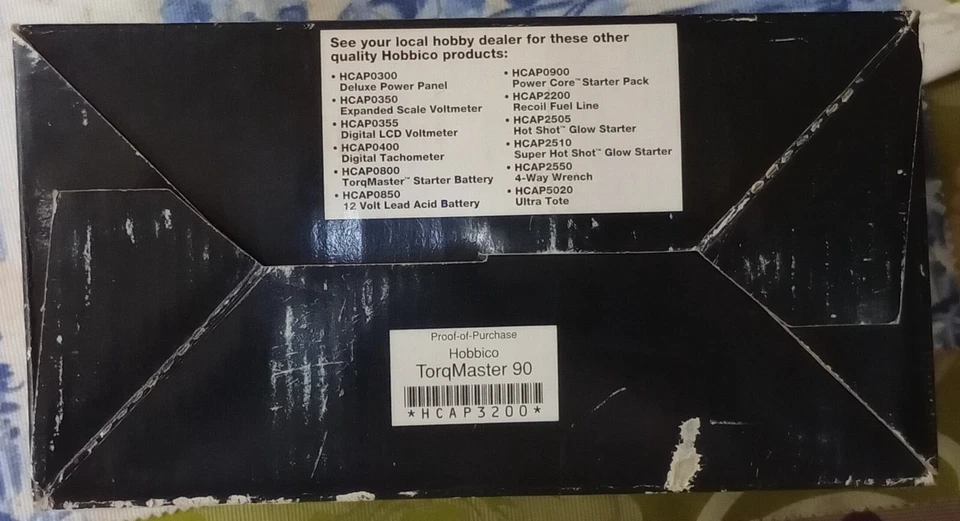 See your local hobby dealer for these other
quality Hobbico products:
• HCAP0300
Deluxe Power Panel
• HCAP0350
Expanded Scale Voltmeter
• HCAP0355
Digital LCD Voltmeter
• HCAP0400
Digital Tachometer
• HCAP0800
TorqMaster™ Starter Battery
• HCAP0850
12 Volt Lead Acid Battery
• HCAP0900
Power Core™ Starter Pack
• HCAP2200
Recoil Fuel Line
• HCAP2505
Hot Shot™ Glow Starter
• HCAP2510
Super Hot Shot™ Glow Starter
• HCAP2550
4-Way Wrench
• HCAP5020
Ultra Tote
Proof-of-Purchase
Hobbico
TorqMaster 90
*HCAP3200*